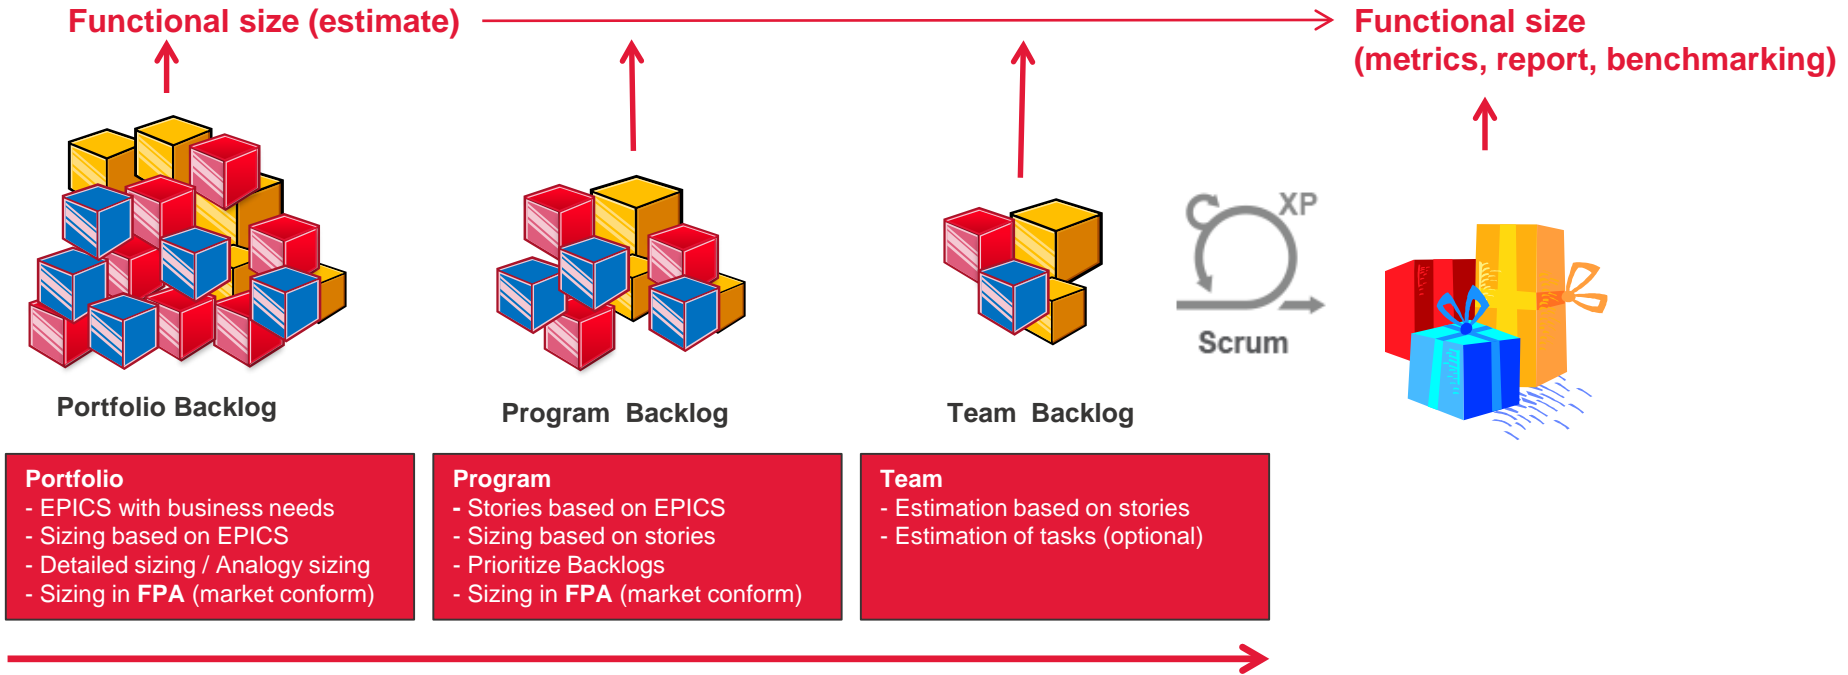 Functional size (estimate)
Functional size
(metrics, report, benchmarking)
XP
Scrum
Portfolio Backlog
Program Backlog
Team Backlog
Portfolio
- EPICS with business needs
- Sizing based on EPICS
- Detailed sizing / Analogy sizing
- Sizing in FPA (market conform)
Program
- Stories based on EPICS
- Sizing based on stories
- Prioritize Backlogs
- Sizing in FPA (market conform)
Team
- Estimation based on stories
- Estimation of tasks (optional)